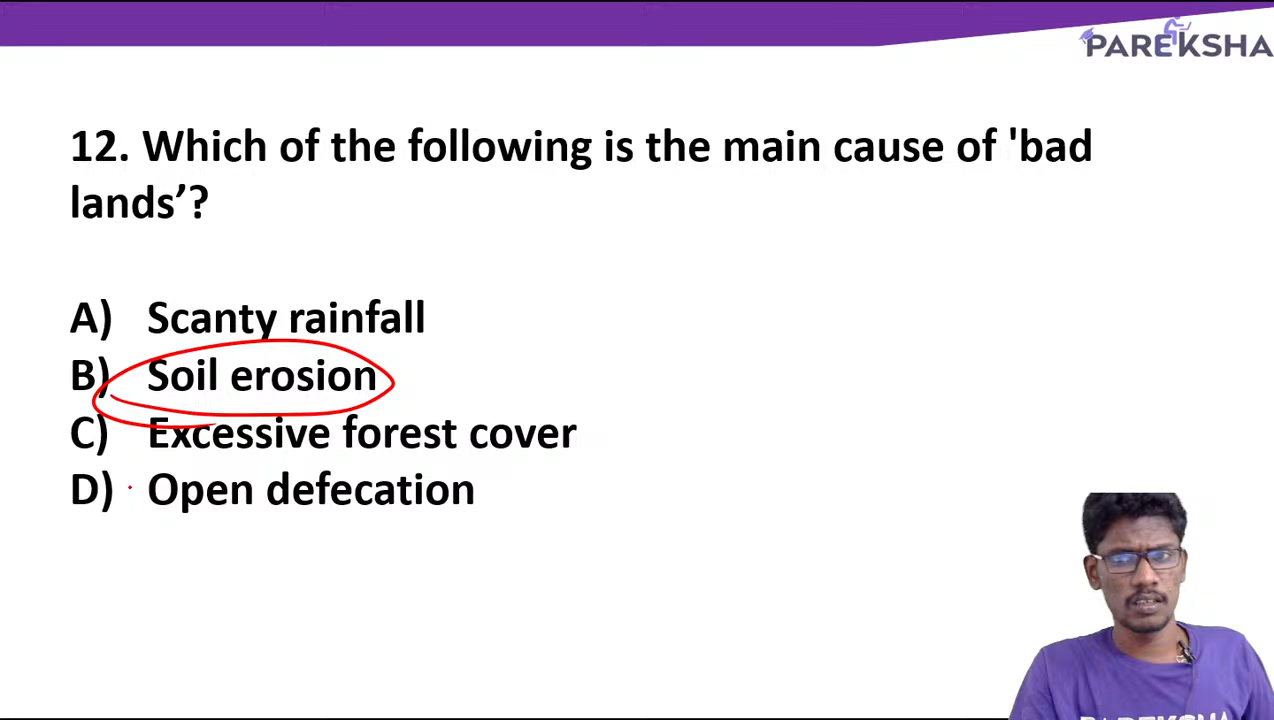 PAREKSHA
12. Which of the following is the main cause of 'bad
lands’?
A) Scanty rainfall
B) Soil erosion
C) Excessive forest cover
D) Open defecation
PAREKSHA